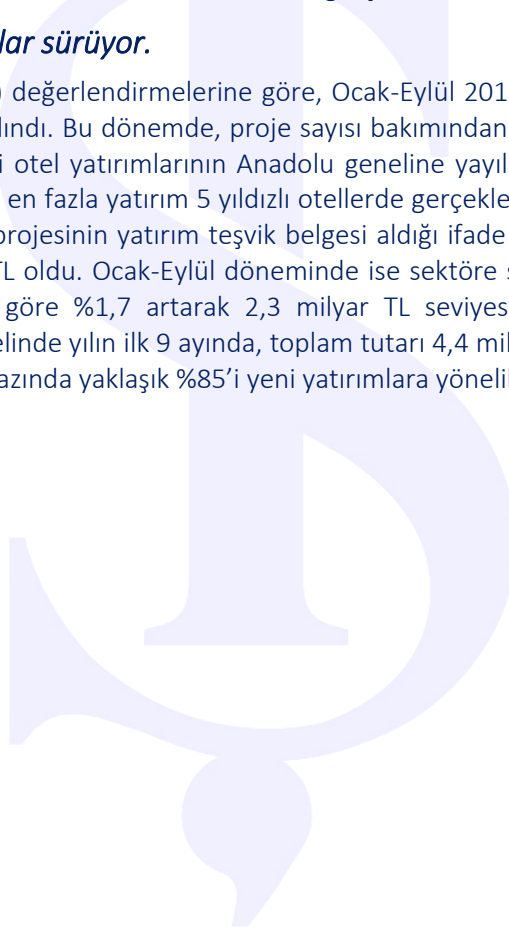 lar sürüyor.
değerlendirmelerine göre, Ocak-Eylül 201
lındı. Bu dönemde, proje sayısı bakımından
i otel yatırımlarının Anadolu geneline yayıl
en fazla yatırım 5 yıldızlı otellerde gerçekle
projesinin yatırım teşvik belgesi aldığı ifade
TL oldu. Ocak-Eylül döneminde ise sektöre s
göre %1,7 artarak 2,3 milyar TL seviyes
elinde yılın ilk 9 ayında, toplam tutarı 4,4 mil
azında yaklaşık %85’i yeni yatırımlara yöneli